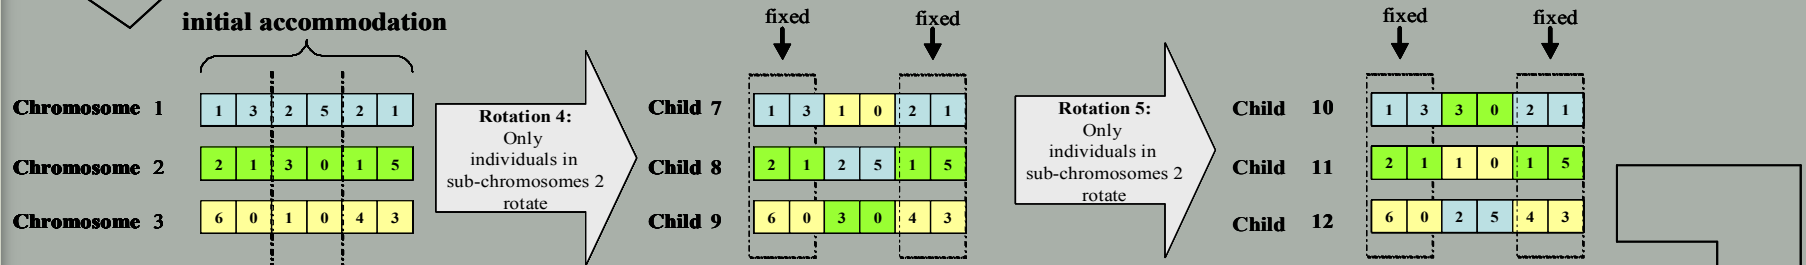 initial accommodation
Chromosome 1
1 3 2 5 2 1
Chromosome 2
2 1 3 0 1 5
Chromosome 3
6 0 1 0 4 3
Rotation 4:
Only
individuals in
sub-chromosomes 2
rotate
fixed
fixed
Child 7
1 3 1 0 2 1
Child 8
2 1 2 5 1 5
Child 9
6 0 3 0 4 3
Rotation 5:
Only
individuals in
sub-chromosomes 2
rotate
fixed
fixed
Child 10
1 3 3 0 2 1
Child 11
2 1 1 0 1 5
Child 12
6 0 2 5 4 3